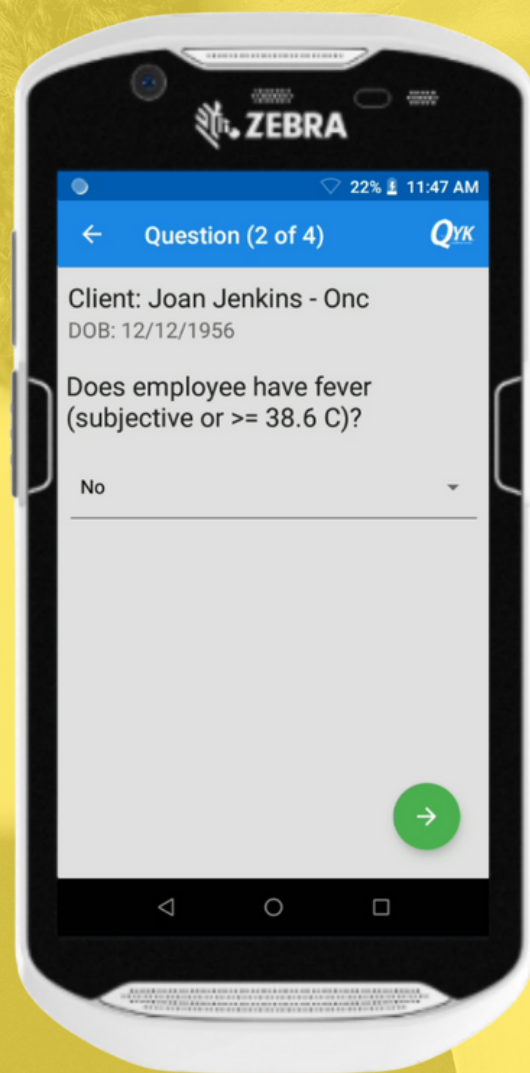 ZEBRA
22% 11:47 AM
Question (2 of 4)
QYK
Client: Joan Jenkins - Onc
DOB: 12/12/1956
Does employee have fever
(subjective or >= 38.6 C)?
No